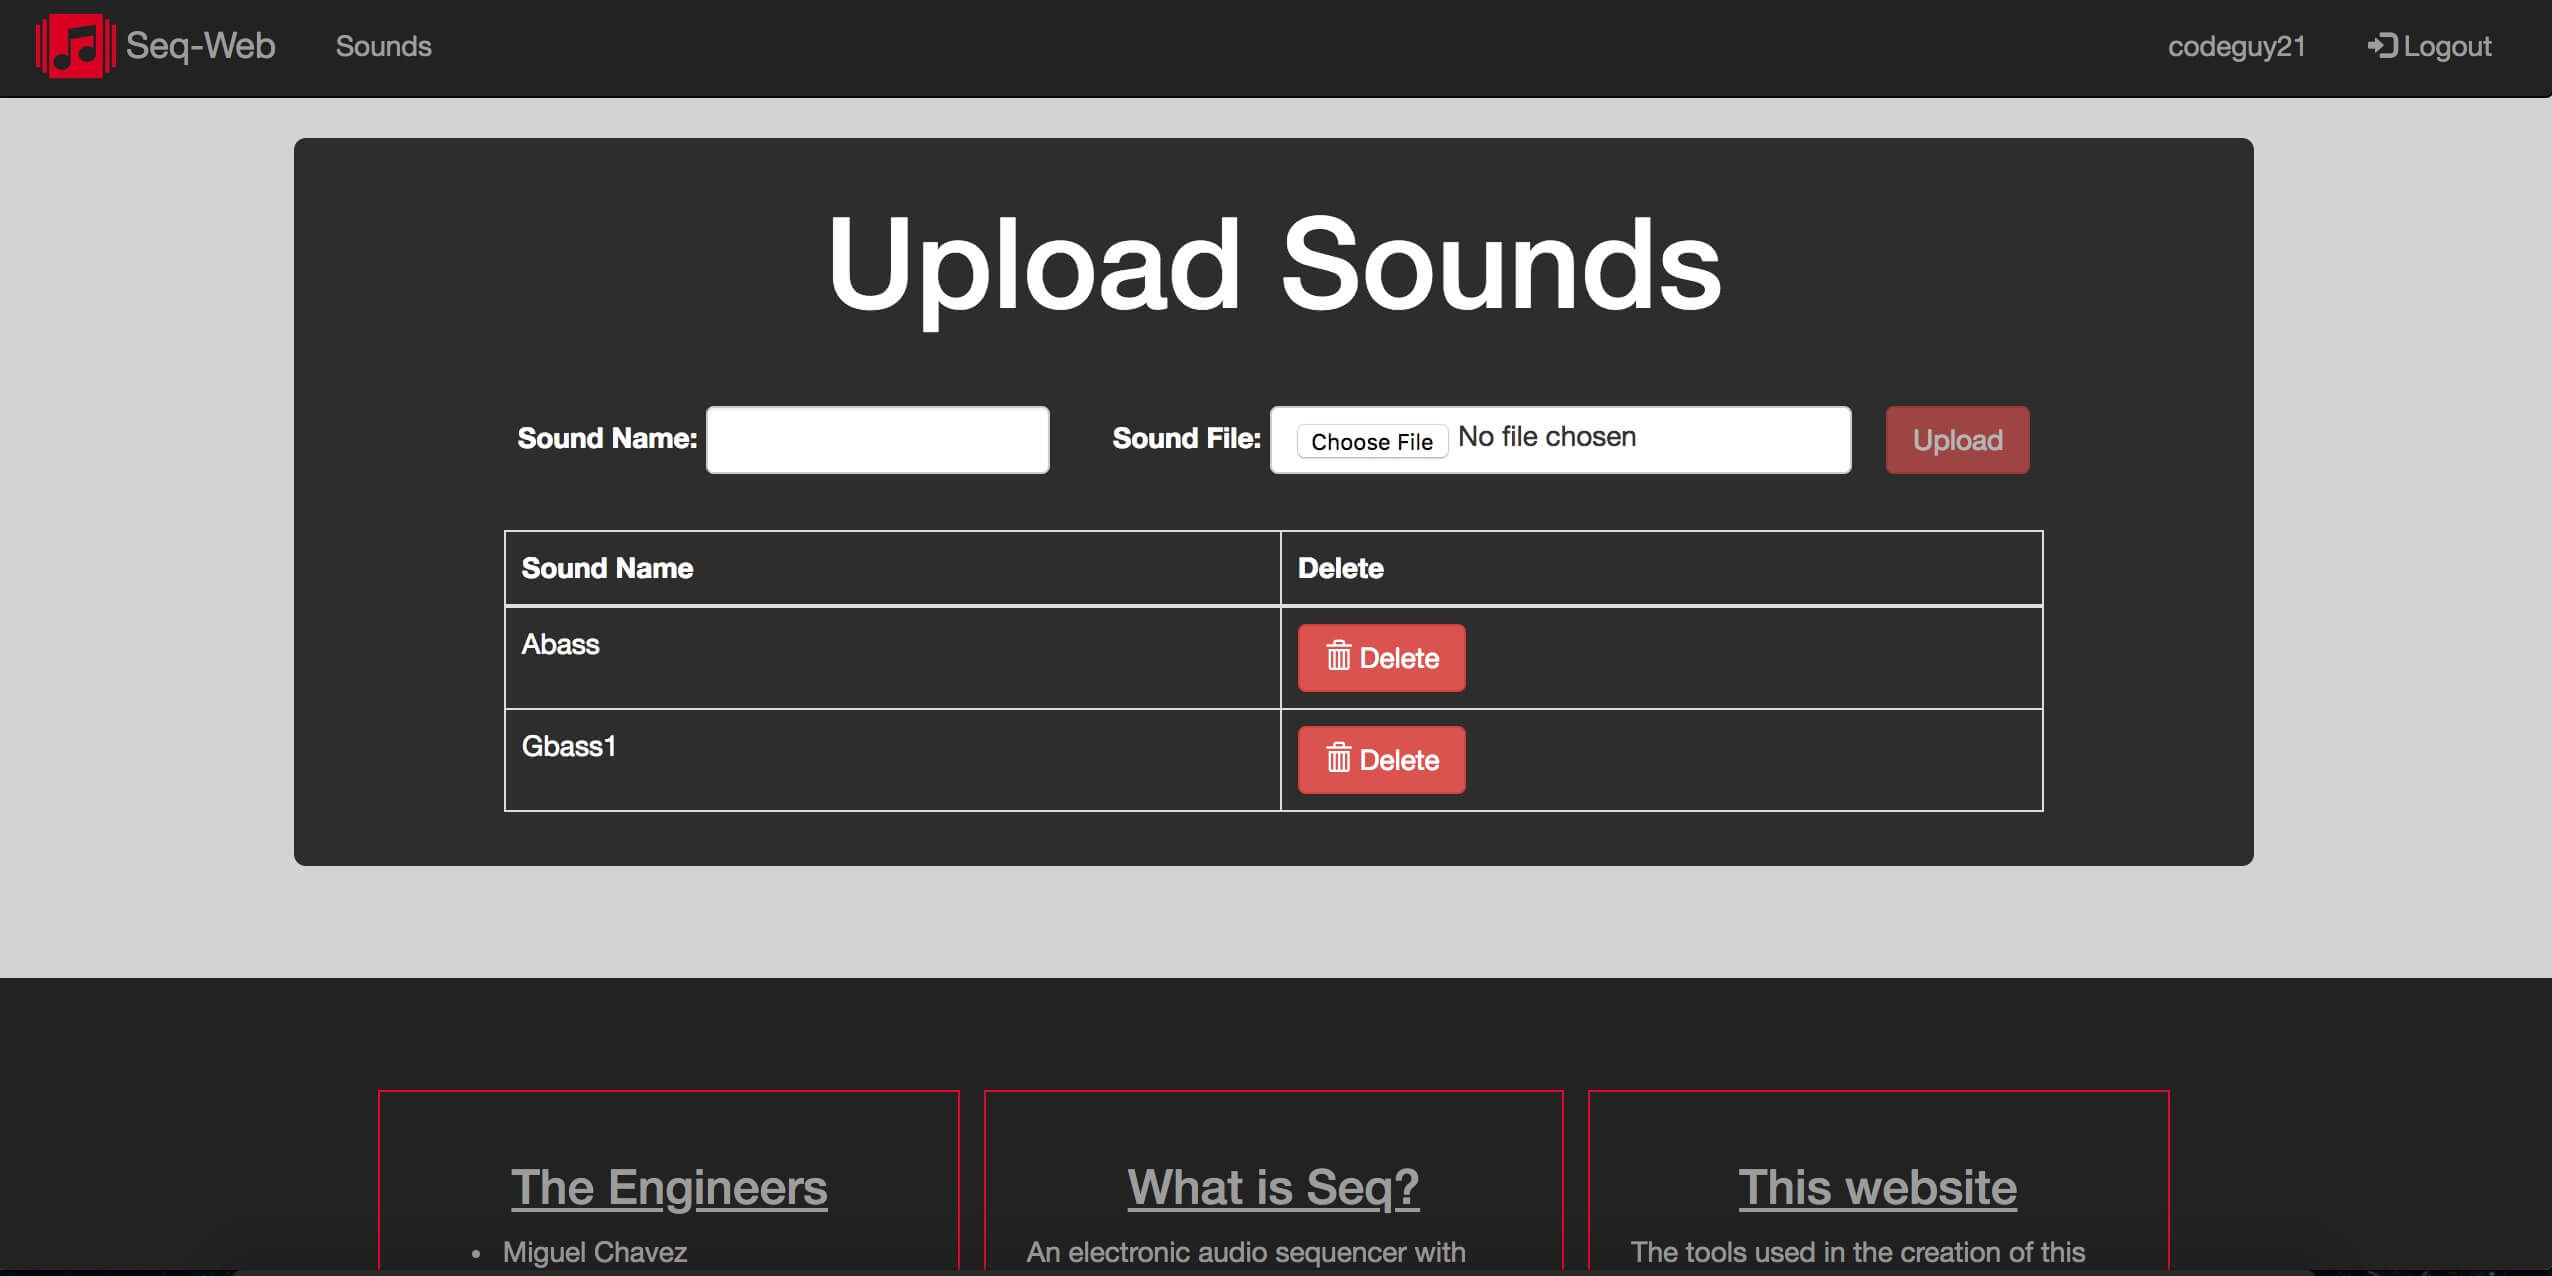 Seq-Web Sounds codeguy21 Logout
Upload Sounds
Sound Name: Sound File: Choose File No file chosen Upload
Sound Name Delete
Abass Delete
Gbass1 Delete
The Engineers
• Miguel Chavez
What is Seq?
An electronic audio sequencer with
This website
The tools used in the creation of this